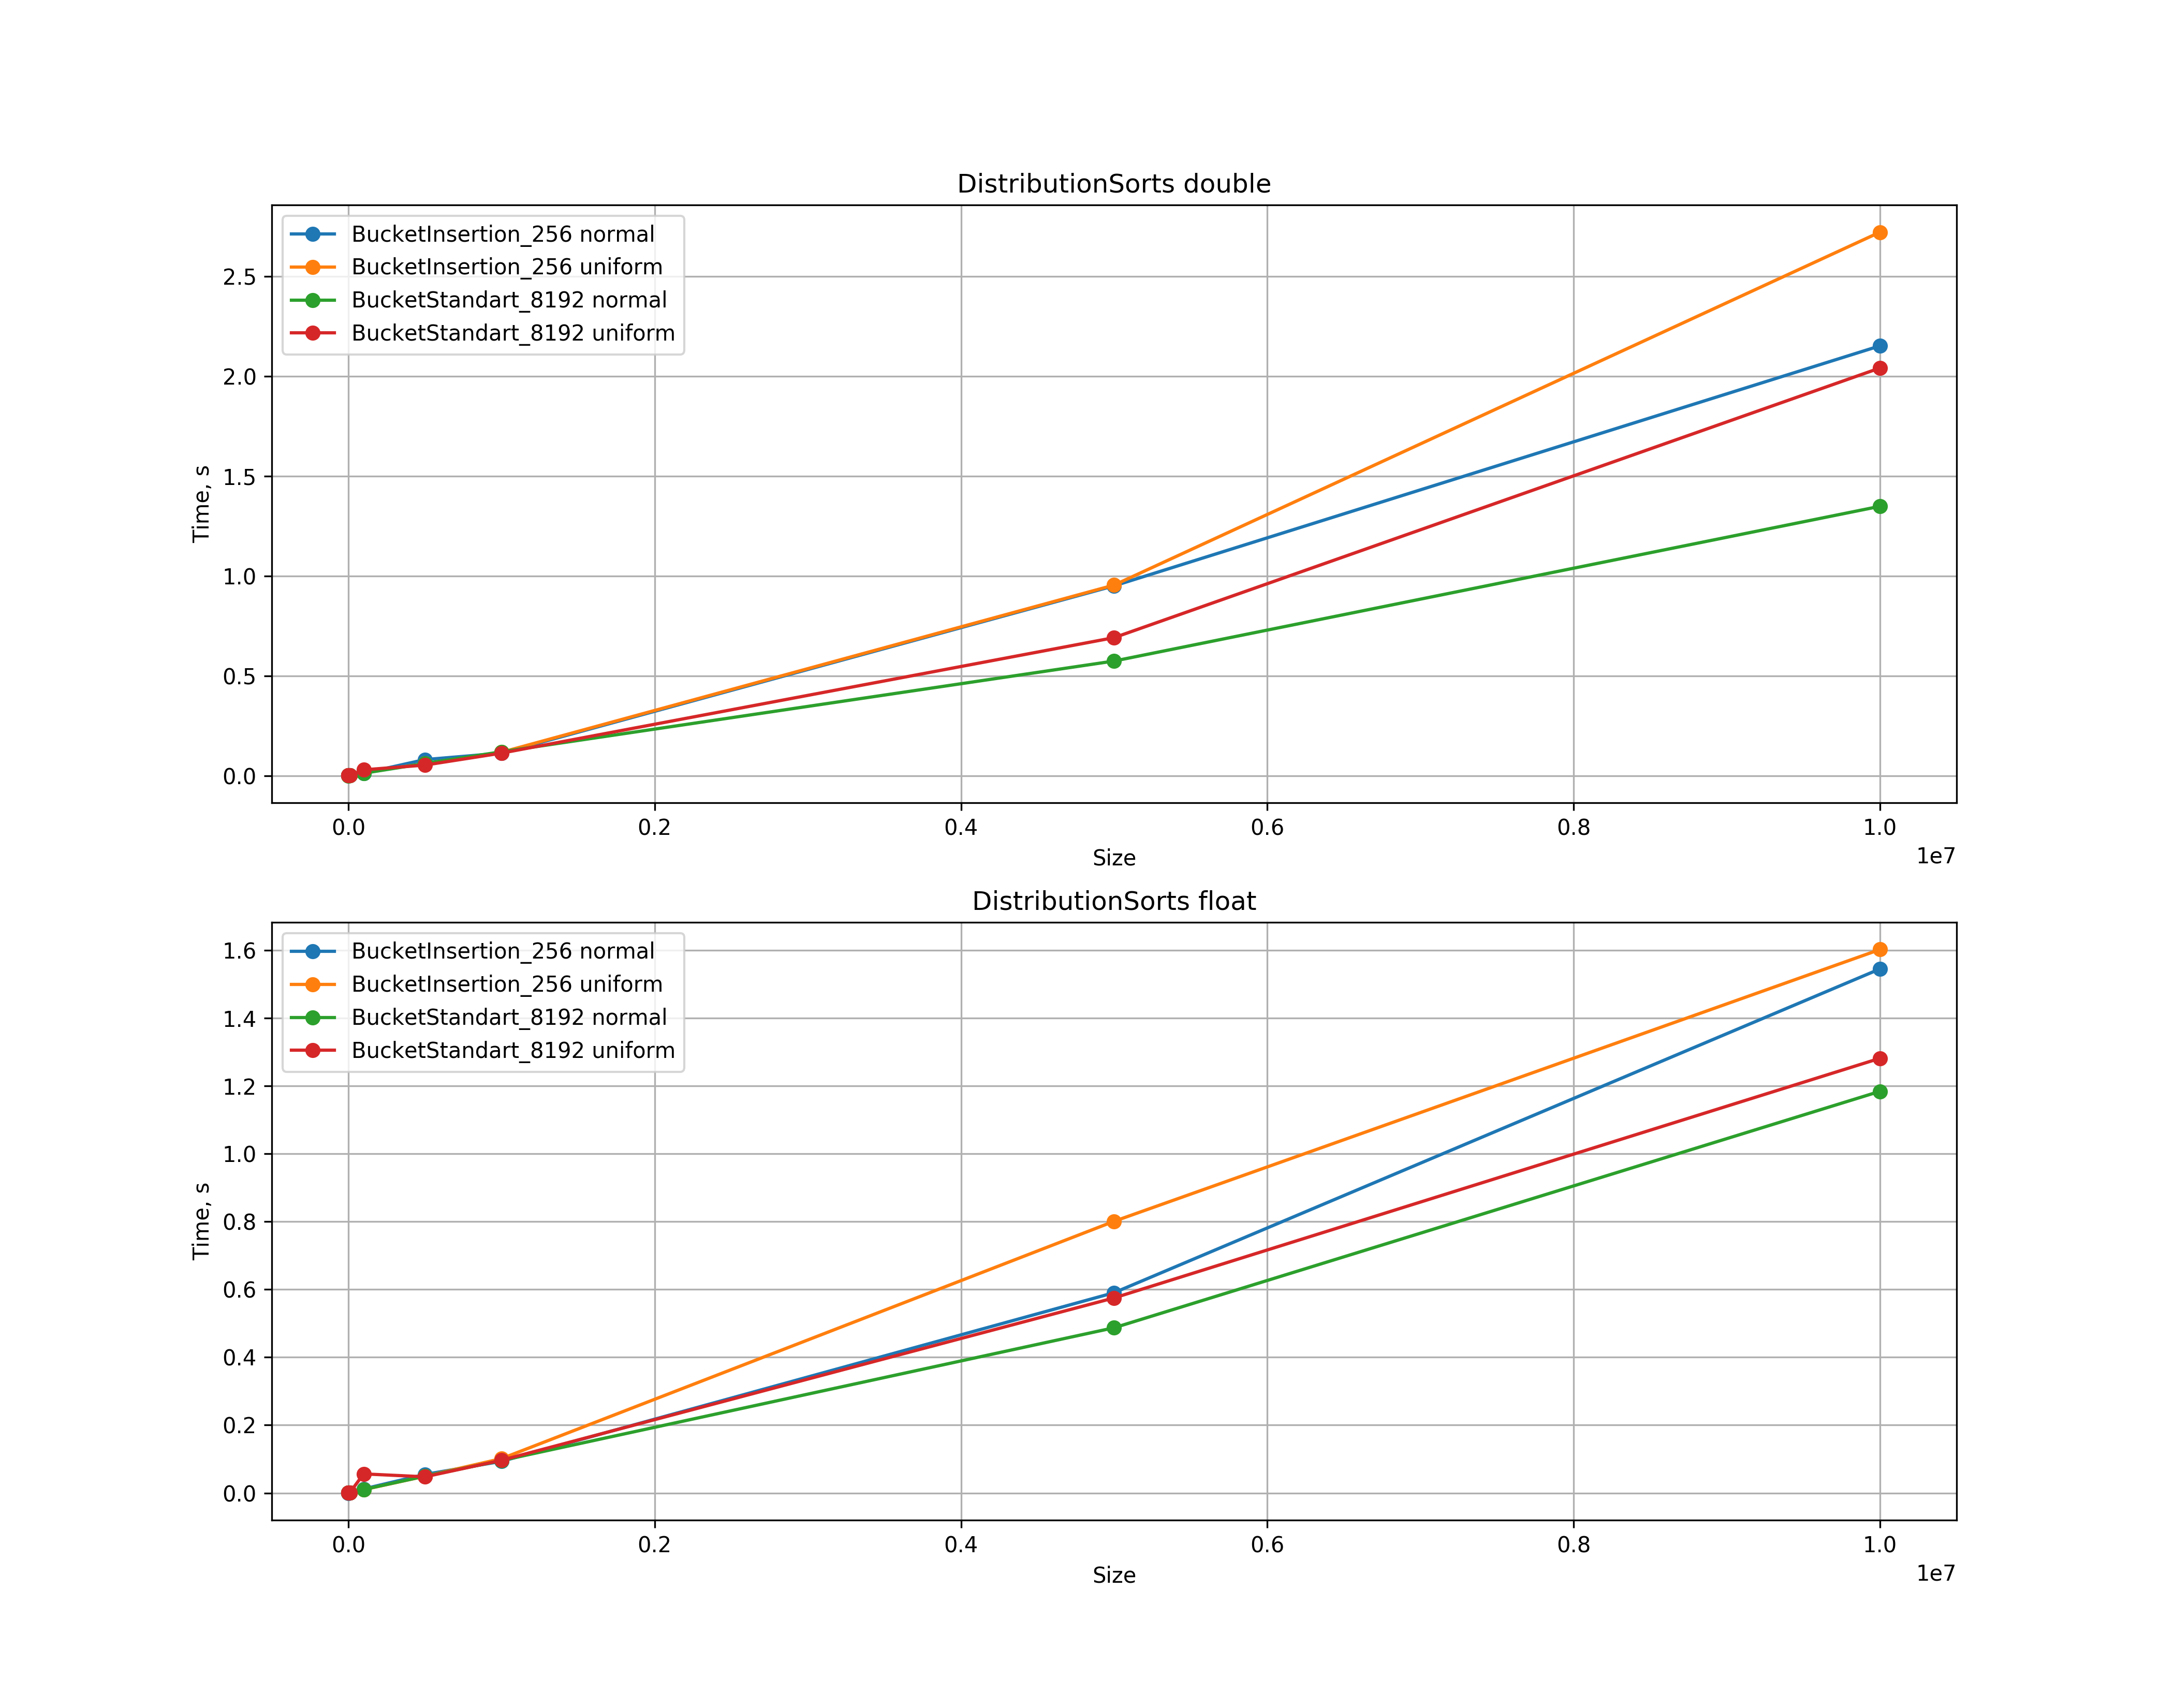 DistributionSorts double
BucketInsertion_256 normal
BucketInsertion_256 uniform
BucketStandart_8192 normal
BucketStandart_8192 uniform
2.5
2.0
1.5
1.0
0.5
0.0
Time, s
0.0 0.2 0.4 0.6 0.8 1.0
Size
1e7
DistributionSorts float
BucketInsertion_256 normal
BucketInsertion_256 uniform
BucketStandart_8192 normal
BucketStandart_8192 uniform
1.6
1.4
1.2
1.0
0.8
0.6
0.4
0.2
0.0
Time, s
0.0 0.2 0.4 0.6 0.8 1.0
Size
1e7